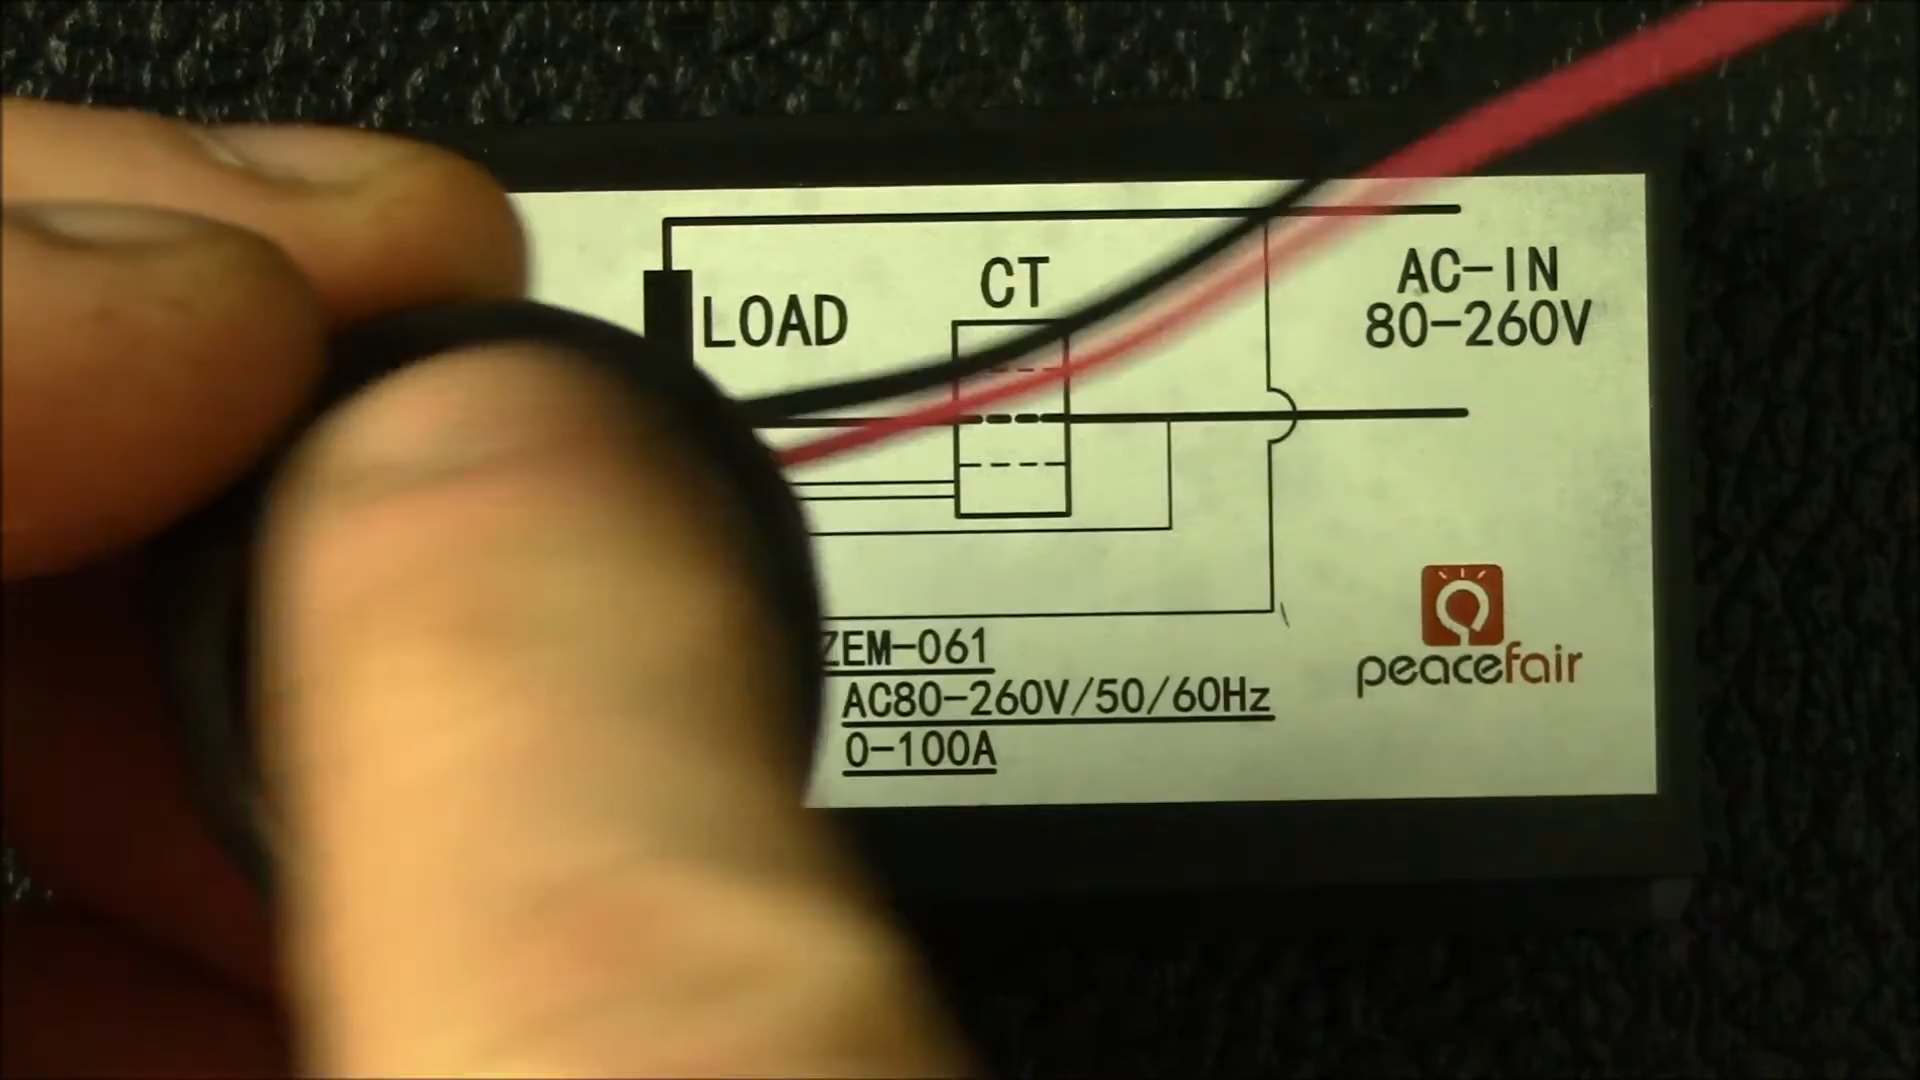 CT
AC-IN
80-260V
LOAD
ZEM-061
AC80-260V/50/60Hz
0-100A
peacefair